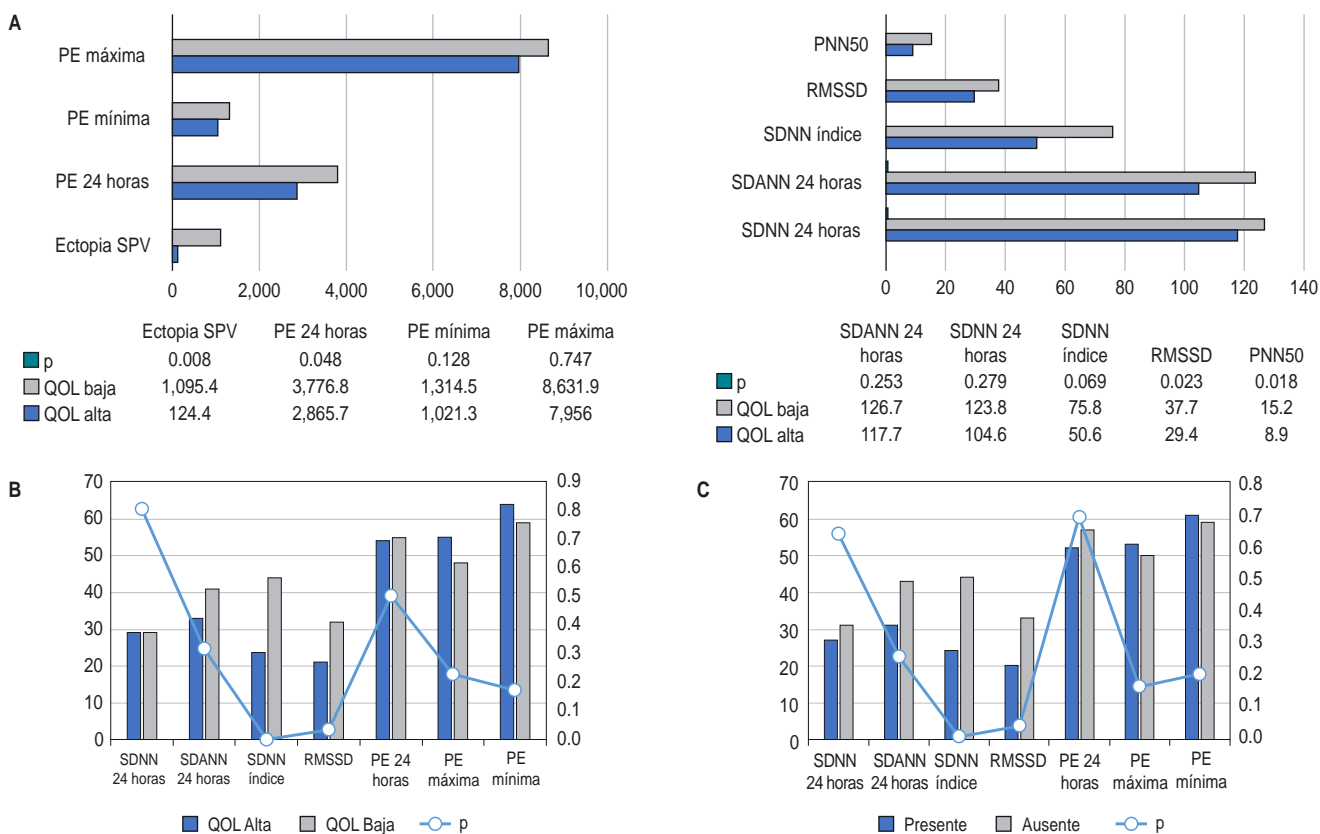 A
PE máxima
PE mínima
PE 24 horas
Ectopia SPV
0 2,000 4,000 6,000 8,000 10,000
Ectopia SPV PE 24 horas PE mínima PE máxima
p 0.008 0.048 0.128 0.747
QOL baja 1,095.4 3,776.8 1,314.5 8,631.9
QOL alta 124.4 2,865.7 1,021.3 7,956
PNN50
RMSSD
SDNN índice
SDANN 24 horas
SDNN 24 horas
0 20 40 60 80 100 120 140
SDANN 24 SDNN 24 SDNN
horas horas índice RMSSD PNN50
p 0.253 0.279 0.069 0.023 0.018
QOL baja 126.7 123.8 75.8 37.7 15.2
QOL alta 117.7 104.6 50.6 29.4 8.9
B
70 0.9
60 0.8
50 0.7
40 0.6
30 0.5
20 0.4
10 0.3
0 0.2
0.1
0.0
SDNN SDANN SDNN RMSSD PE 24 PE PE
24 horas 24 horas índice horas máxima mínima
QOL Alta QOL Baja p
C
70 0.8
60 0.7
50 0.6
40 0.5
30 0.4
20 0.3
10 0.2
0 0.1
0.0
SDNN SDANN SDNN RMSSD PE 24 PE PE
24 horas 24 horas índice horas máxima mínima
Presente Ausente p